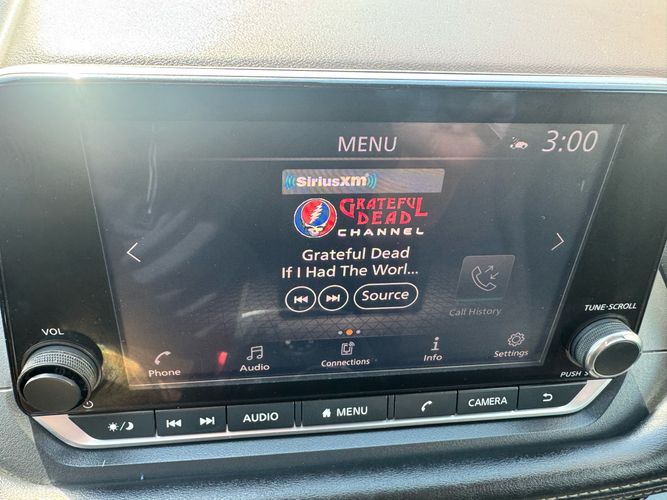 MENU
3:00
SiriusXM
GRATEFUL
DEAD
CHANNEL
Grateful Dead
If I Had The Worl...
Source
Call History
Phone
Audio
Connections
Info
Settings
VOL
TUNE·SCROLL
PUSH
AUDIO
MENU
CAMERA